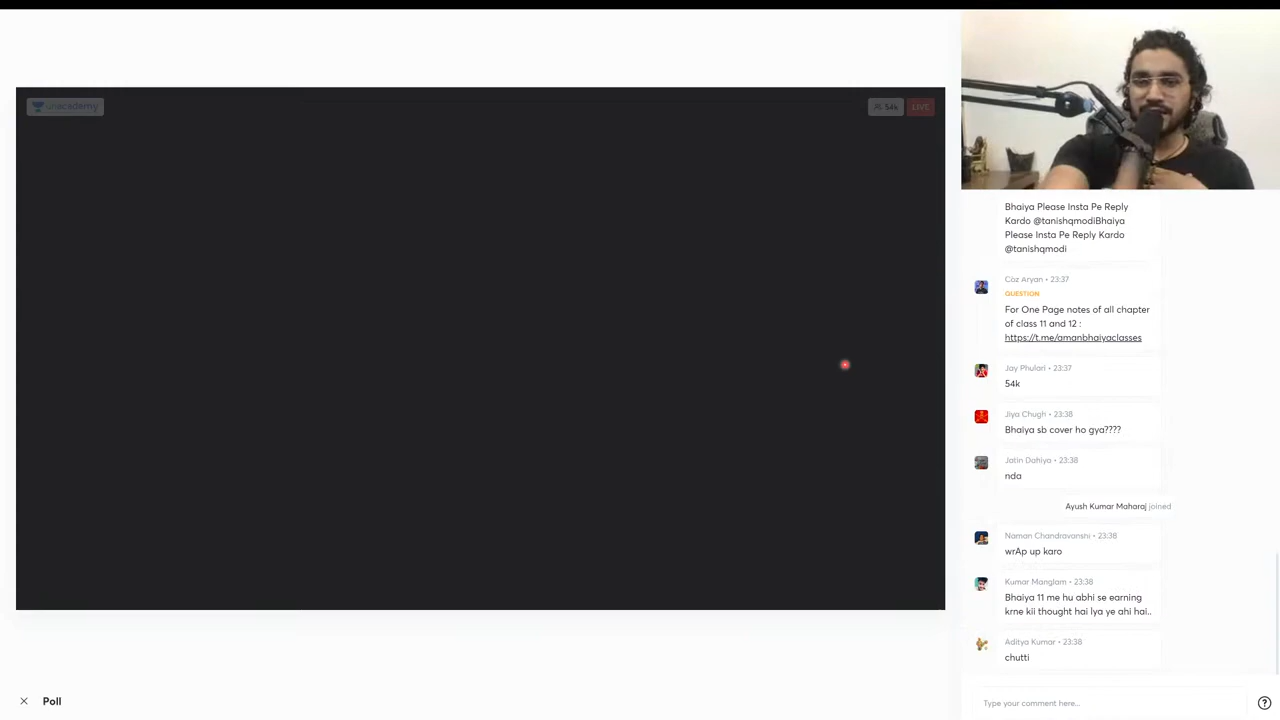 unacademy
54k
LIVE
Bhaiya Please Insta Pe Reply
Kardo @tanishqmodiBhaiya
Please Insta Pe Reply Kardo
@tanishqmodi
Caz Aryan • 23:37
QUESTION
For One Page notes of all chapter
of class 11 and 12 :
https://t.me/amanbhaiyaclasses
Jay Phulari • 23:37
54k
Jiya Chugh • 23:38
Bhaiya sb cover ho gya????
Jatin Dahiya • 23:38
nda
Ayush Kumar Maharaj joined
Naman Chandravanshi • 23:38
wrAp up karo
Kumar Manglam • 23:38
Bhaiya 11 me hu abhi se earning
krne kii thought hai lya ye ahi hai..
Aditya Kumar • 23:38
chutti
Poll
Type your comment here...